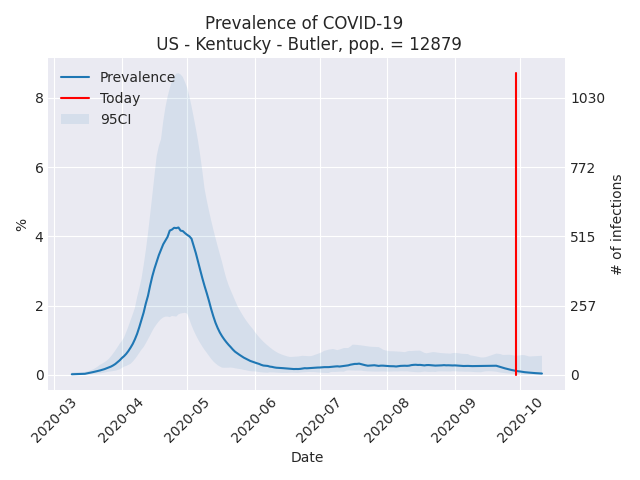 Prevalence of COVID-19
US - Kentucky - Butler, pop. = 12879
Prevalence
Today
95CI
%
8
6
4
2
0
# of infections
1030
772
515
257
0
2020-03
2020-04
2020-05
2020-06
2020-07
2020-08
2020-09
2020-10
Date